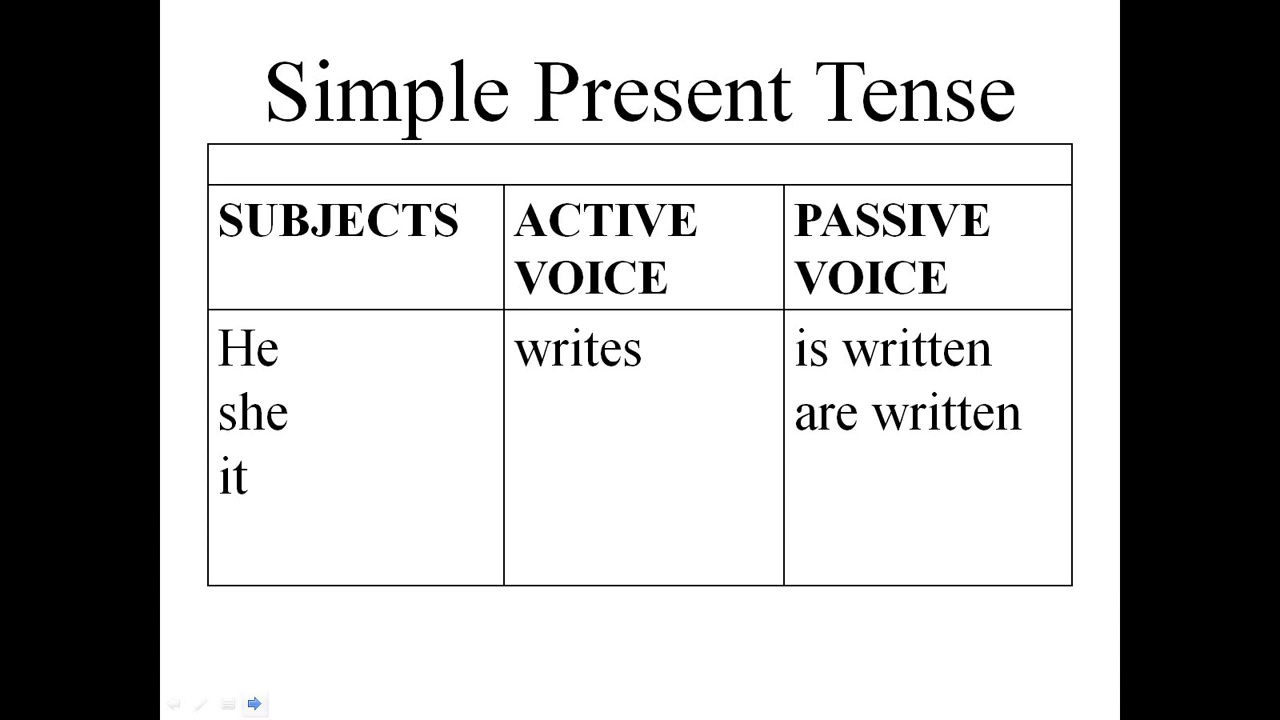 Simple Present Tense
SUBJECTS
ACTIVE
VOICE
PASSIVE
VOICE
He
she
it
writes
is written
are written